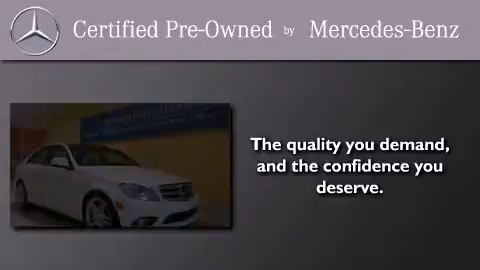 Certified Pre-Owned by Mercedes-Benz
The quality you demand,
and the confidence you
deserve.